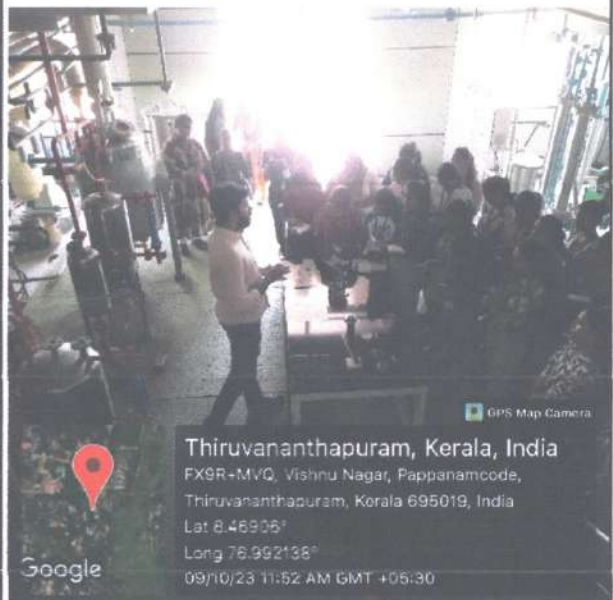 GPS Map Camera
Thiruvananthapuram, Kerala, India
FX9R+MVQ, Vishnu Nagar, Pappanamcode,
Thiruvananthapuram, Kerala 695019, India
Lat 8.46906°
Long 76.992138°
09/10/23 11:52 AM GMT +05:30
Google